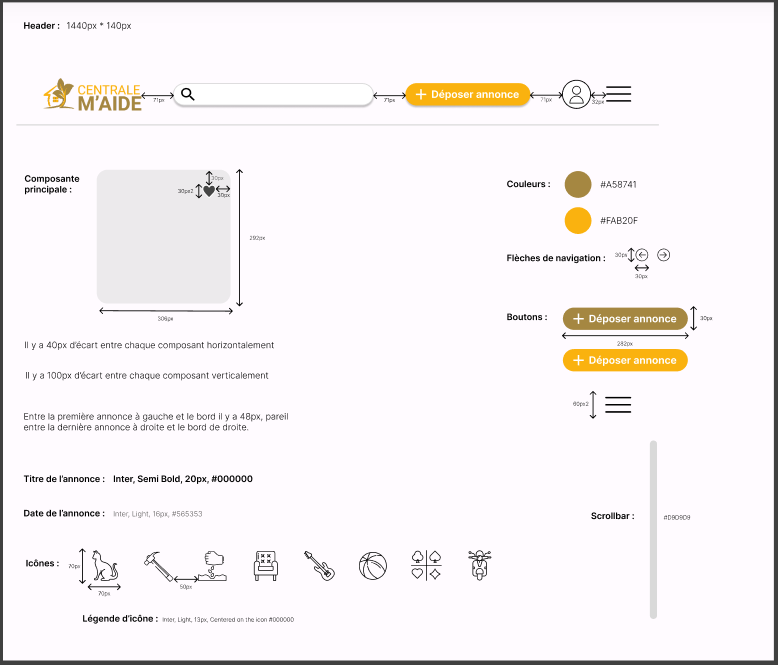 Header : 1440px * 140px
CENTRALE
M'AIDE
71px
71px
Déposer annonce
71px
32px
Composante
principale :
30px
30px2
30px
292px
306px
Couleurs :
#A58741
#FAB20F
Flèches de navigation :
30px
30px
Boutons :
Déposer annonce
30px
282px
Déposer annonce
60px2
Il y a 40px d'écart entre chaque composant horizontalement
Il y a 100px d'écart entre chaque composant verticalement
Entre la première annonce à gauche et le bord il y a 48px, pareil
entre la dernière annonce à droite et le bord de droite.
Titre de l'annonce : Inter, Semi Bold, 20px, #000000
Date de l'annonce : Inter, Light, 16px, #565353
Scrollbar :
#D9D9D9
Icônes :
70px
70px
50px
Légende d'icône : Inter, Light, 13px, Centered on the icon #000000